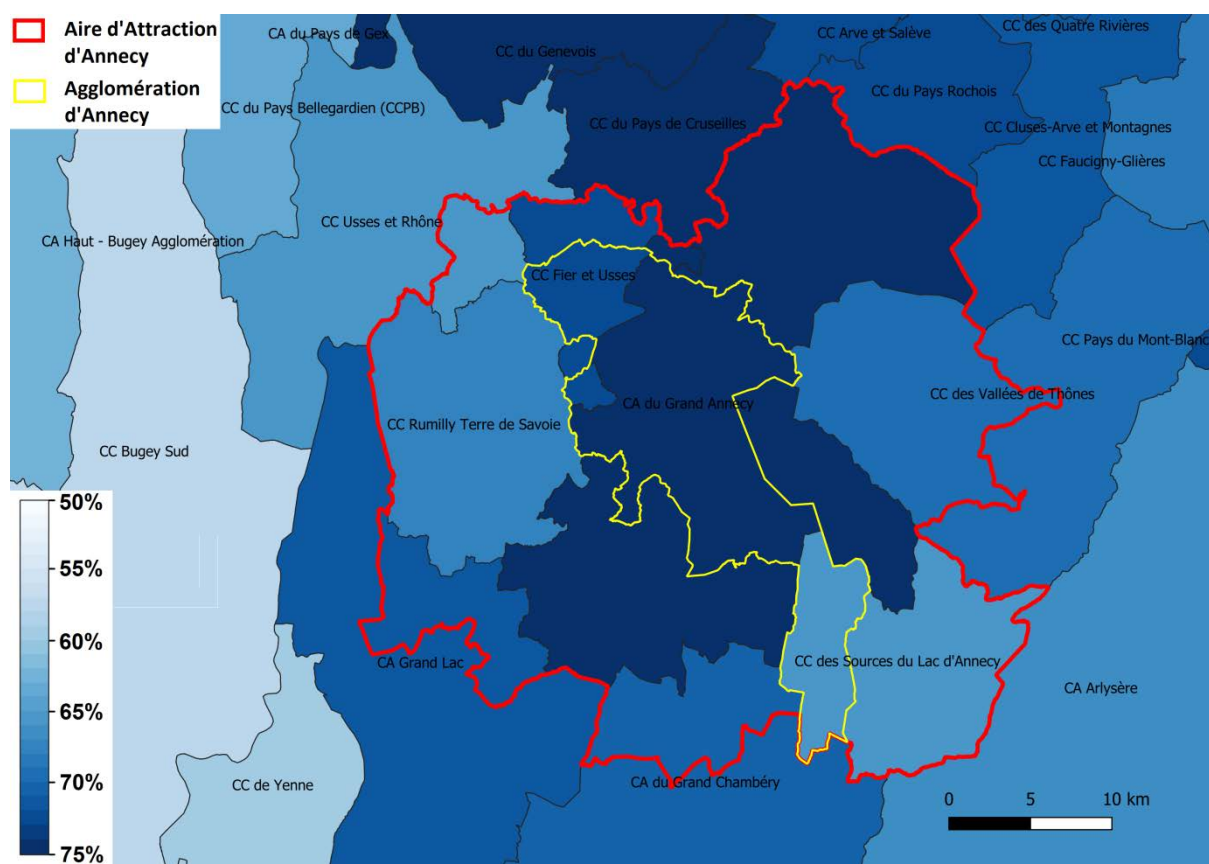 Aire d'Attraction
d'Annecy
Agglomération
d'Annecy
CA du Pays de Gex
CC du Genevois
CC Arve et Salève
CC des Quatre Rivières
CC du Pays Bellegardien (CCPB)
CC du Pays de Cruseilles
CC du Pays Rochois
CC Cluses-Arve et Montagnes
CC Faucigny-Glières
CC Usses et Rhône
CA Haut - Bugey Agglomération
CC Fier et Usses
CC Pays du Mont-Blanc
CC des Vallées de Thônes
CA du Grand Annecy
CC Rumilly Terre de Savoie
CC Bugey Sud
50%
55%
60%
65%
70%
75%
CA Grand Lac
CC des Sources du Lac d'Annecy
CA Arlysère
CC de Yenne
CA du Grand Chambéry
0 5 10 km